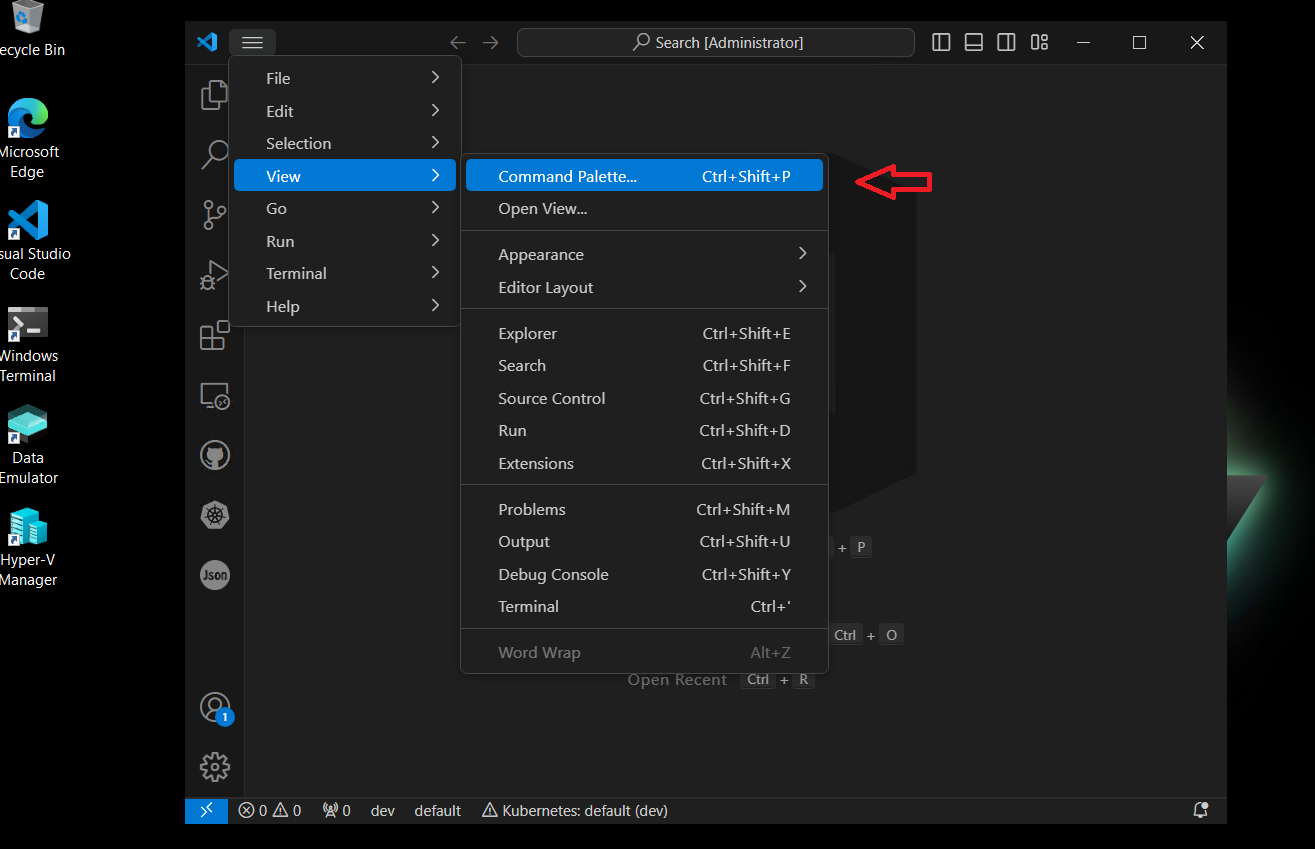 ecycle Bin
Microsoft
Edge
sual Studio
Code
Windows
Terminal
Data
Emulator
Hyper-V
Manager
Search [Administrator]
File
Edit
Selection
View
Go
Run
Terminal
Help
Command Palette... Ctrl+Shift+P
Open View...
Appearance
Editor Layout
Explorer Ctrl+Shift+E
Search Ctrl+Shift+F
Source Control Ctrl+Shift+G
Run Ctrl+Shift+D
Extensions Ctrl+Shift+X
Problems Ctrl+Shift+M
Output Ctrl+Shift+U
Debug Console Ctrl+Shift+Y
Terminal Ctrl+'
Word Wrap Alt+Z
+ P
Ctrl + O
Open Recent Ctrl + R
Json
1
0 0 0 dev default Kubernetes: default (dev)